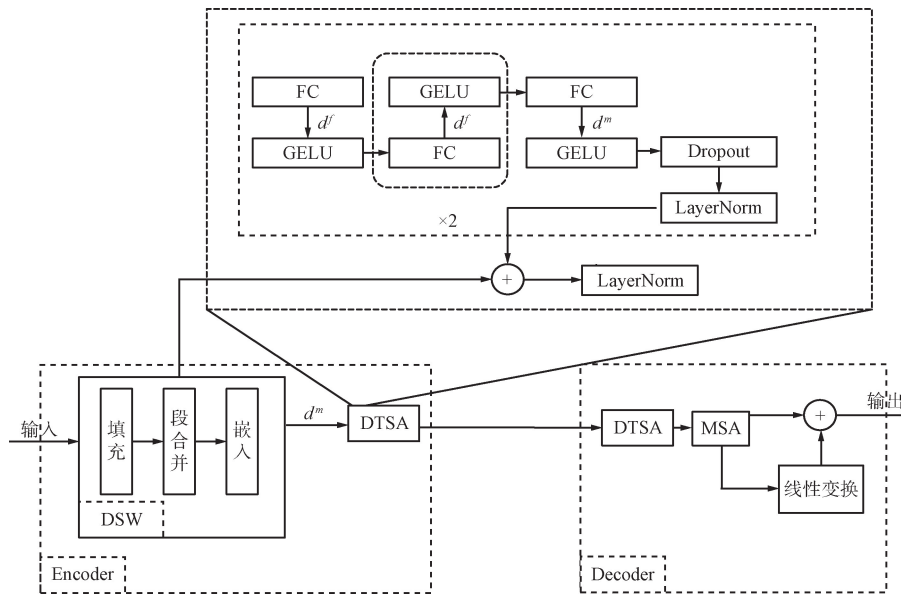 FC
GELU
FC
d^f
d^f
d^m
GELU
FC
GELU
Dropout
LayerNorm
×2
+
LayerNorm
输入
填充
段合并
嵌入
d^m
DTSA
DTSA
MSA
+
输出
线性变换
DSW
Encoder
Decoder